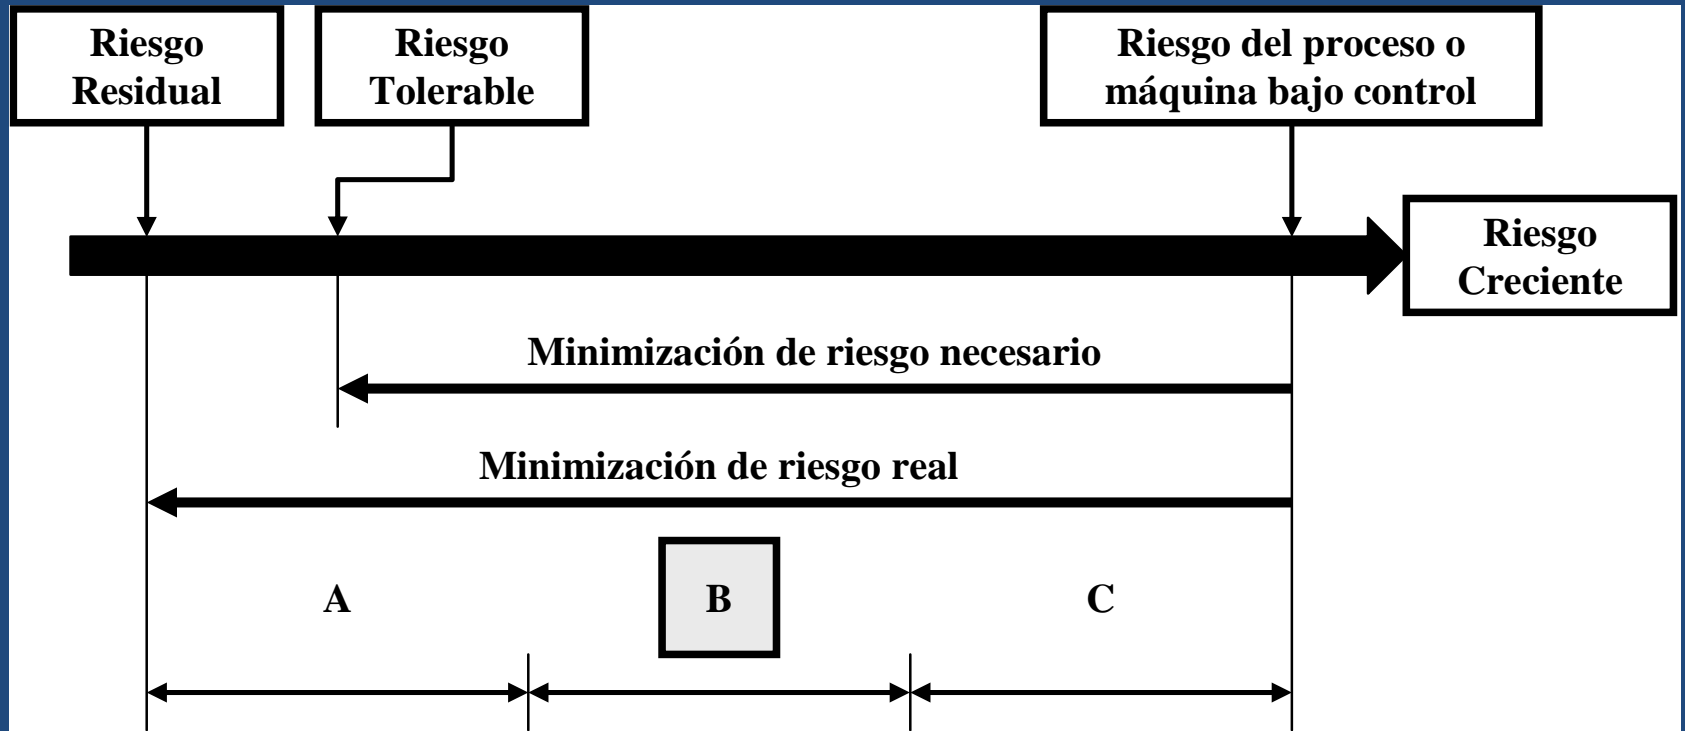 Riesgo
Residual
Riesgo
Tolerable
Riesgo del proceso o
máquina bajo control
Riesgo
Creciente
Minimización de riesgo necesario
Minimización de riesgo real
A
B
C